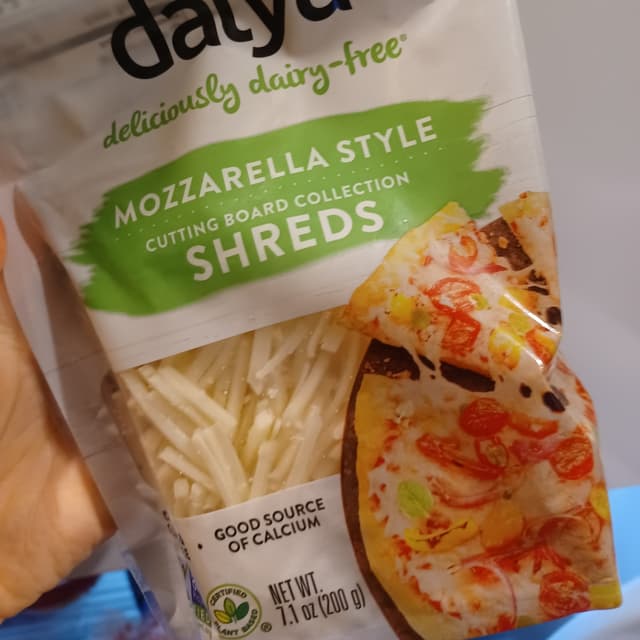 daiya
deliciously dairy-free®
MOZZARELLA STYLE
CUTTING BOARD COLLECTION
SHREDS
• GOOD SOURCE
OF CALCIUM
CERTIFIED
PLANT BASED
®
NET WT.
7.1 oz (200 g)